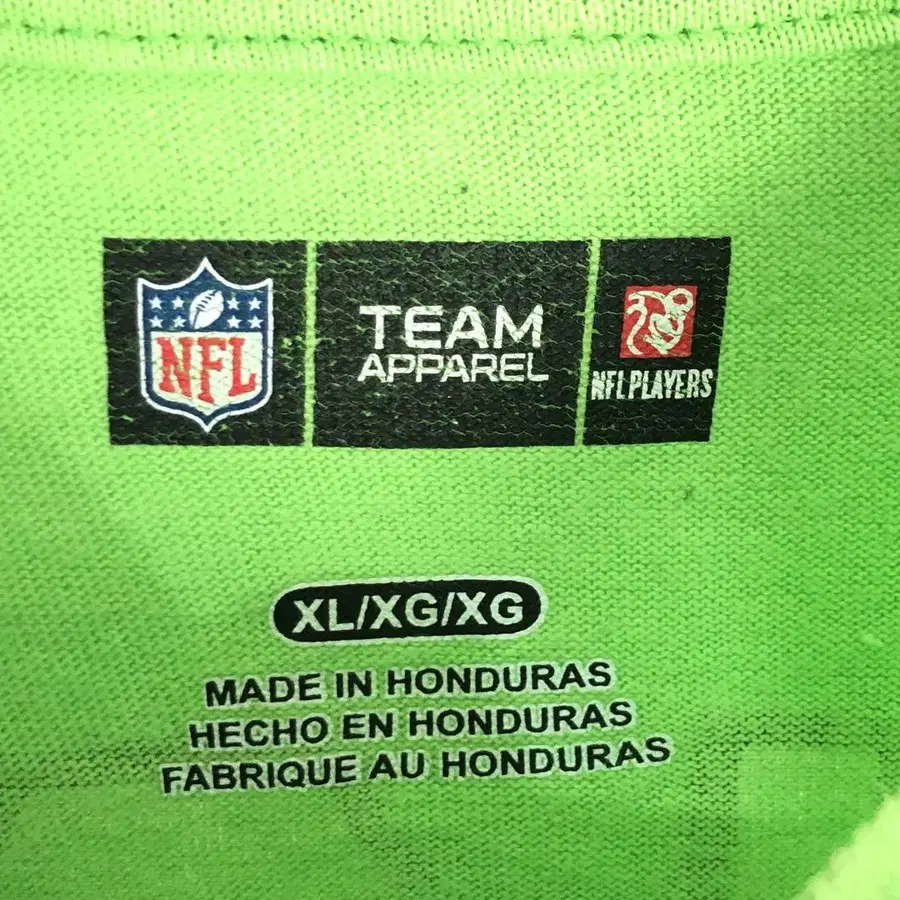 NFL
TEAM
APPAREL
NFL PLAYERS
XL/XG/XG
MADE IN HONDURAS
HECHO EN HONDURAS
FABRIQUE AU HONDURAS